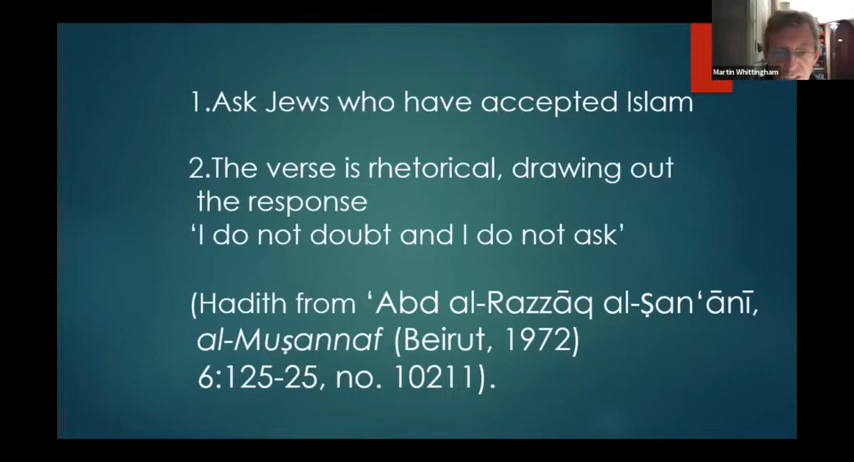 Martin Whittingham
1.Ask Jews who have accepted Islam
2.The verse is rhetorical, drawing out
the response
‘I do not doubt and I do not ask’
(Hadith from ‘Abd al-Razzāq al-Ṣan‘ānī,
al-Muṣannaf (Beirut, 1972)
6:125-25, no. 10211).